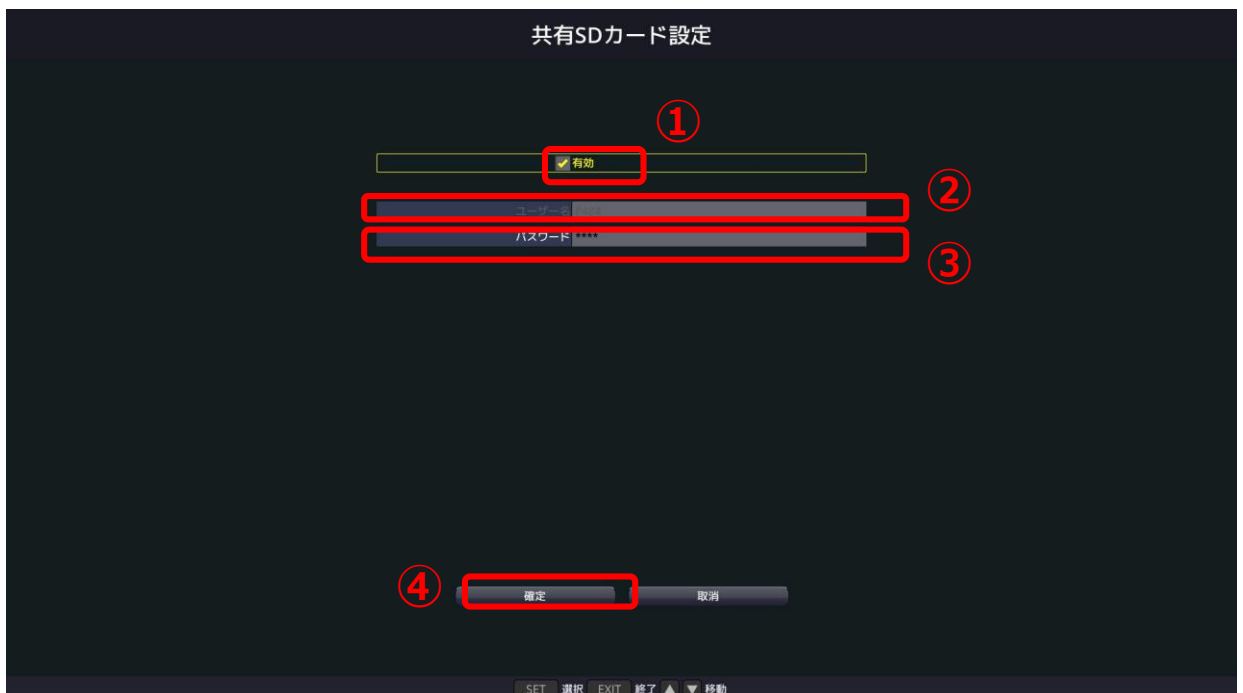 共有SDカード設定
①
有効
②
ユーザー名
パスワード ****
③
④
確定 取消
SET 選択 EXIT 終了 ▲ ▼ 移動